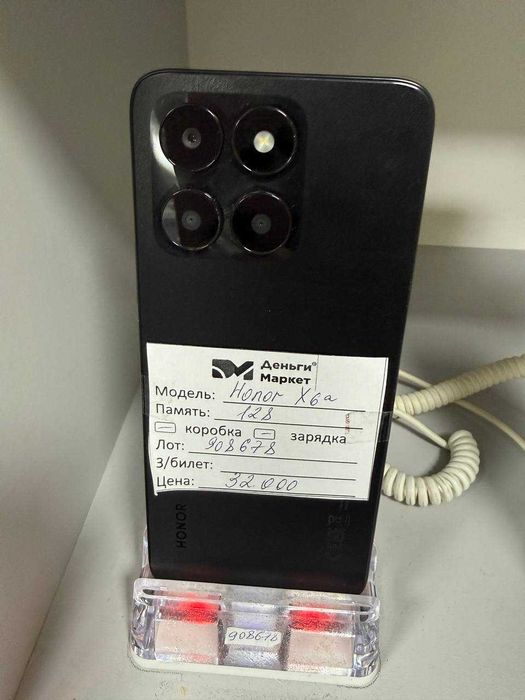 Деньги®
Маркет
Модель: Honor X6a
Память: 128
коробка зарядка
Лот: 908678
З/билет:
Цена: 32.000
HONOR
908678